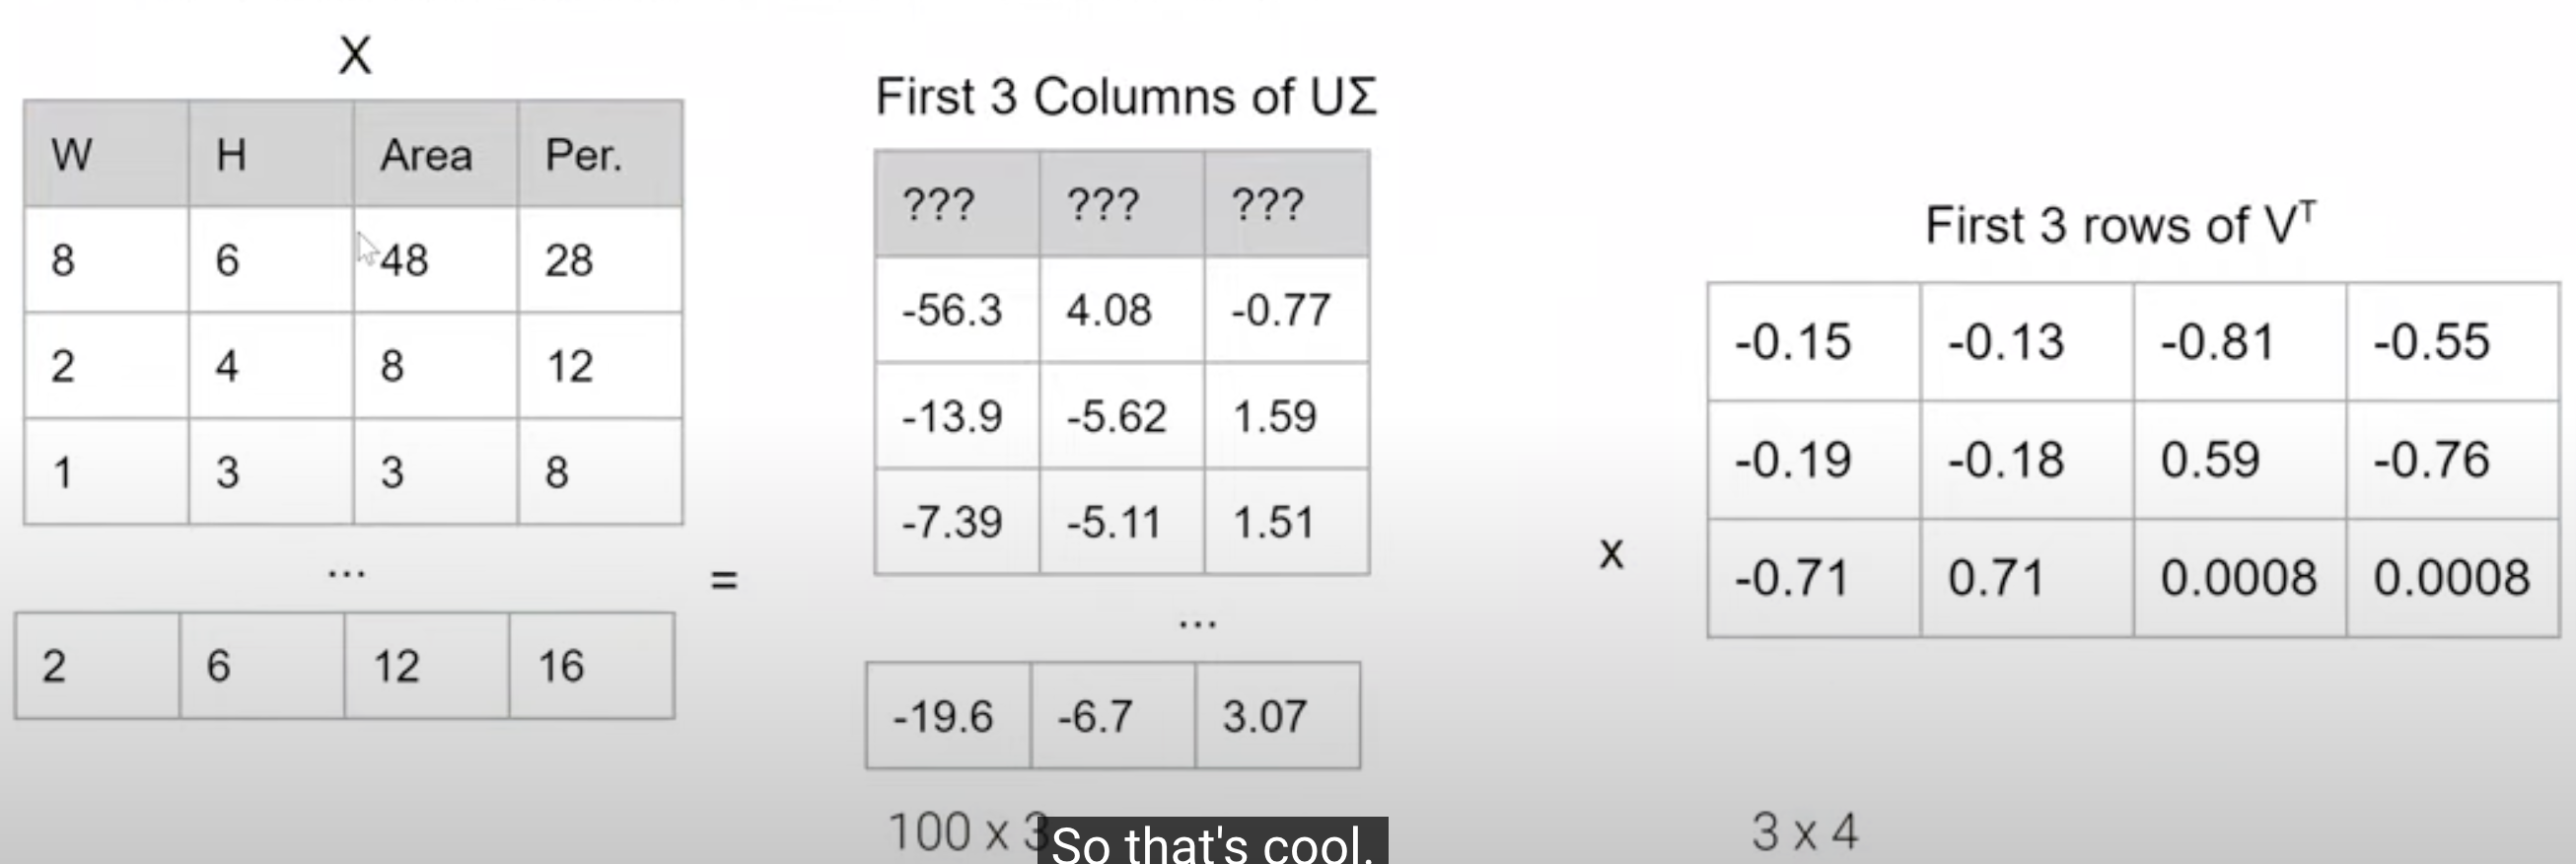 X
W H Area Per.
8 6 48 28
2 4 8 12
1 3 3 8
...
2 6 12 16
=
First 3 Columns of UΣ
??? ??? ???
-56.3 4.08 -0.77
-13.9 -5.62 1.59
-7.39 -5.11 1.51
...
-19.6 -6.7 3.07
100 x 3
x
First 3 rows of Vᵀ
-0.15 -0.13 -0.81 -0.55
-0.19 -0.18 0.59 -0.76
-0.71 0.71 0.0008 0.0008
3 x 4
So that's cool.